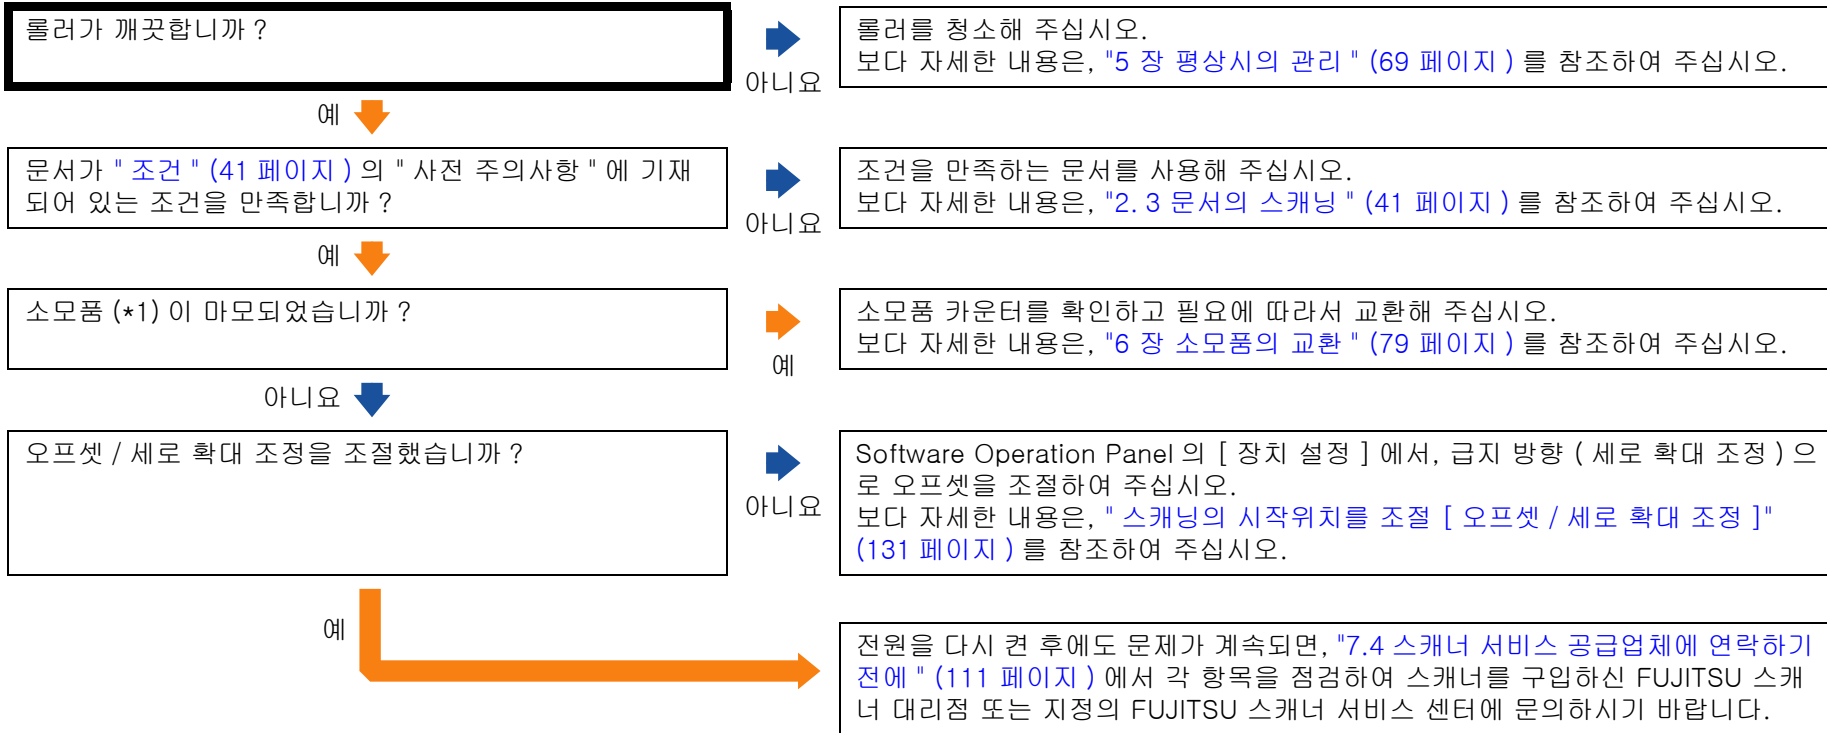 롤러가 깨끗합니까 ?
아니요
롤러를 청소해 주십시오.
보다 자세한 내용은, "5 장 평상시의 관리 " (69 페이지 ) 를 참조하여 주십시오.
예
문서가 " 조건 " (41 페이지 ) 의 " 사전 주의사항 " 에 기재
되어 있는 조건을 만족합니까 ?
아니요
조건을 만족하는 문서를 사용해 주십시오.
보다 자세한 내용은, "2. 3 문서의 스캐닝 " (41 페이지 ) 를 참조하여 주십시오.
예
소모품 (*1) 이 마모되었습니까 ?
예
소모품 카운터를 확인하고 필요에 따라서 교환해 주십시오.
보다 자세한 내용은, "6 장 소모품의 교환 " (79 페이지 ) 를 참조하여 주십시오.
아니요
오프셋 / 세로 확대 조정을 조절했습니까 ?
아니요
Software Operation Panel 의 [ 장치 설정 ] 에서, 급지 방향 ( 세로 확대 조정 ) 으
로 오프셋을 조절하여 주십시오.
보다 자세한 내용은, " 스캐닝의 시작위치를 조절 [ 오프셋 / 세로 확대 조정 ]"
(131 페이지 ) 를 참조하여 주십시오.
예
전원을 다시 켠 후에도 문제가 계속되면, "7.4 스캐너 서비스 공급업체에 연락하기
전에 " (111 페이지 ) 에서 각 항목을 점검하여 스캐너를 구입하신 FUJITSU 스캐
너 대리점 또는 지정의 FUJITSU 스캐너 서비스 센터에 문의하시기 바랍니다.